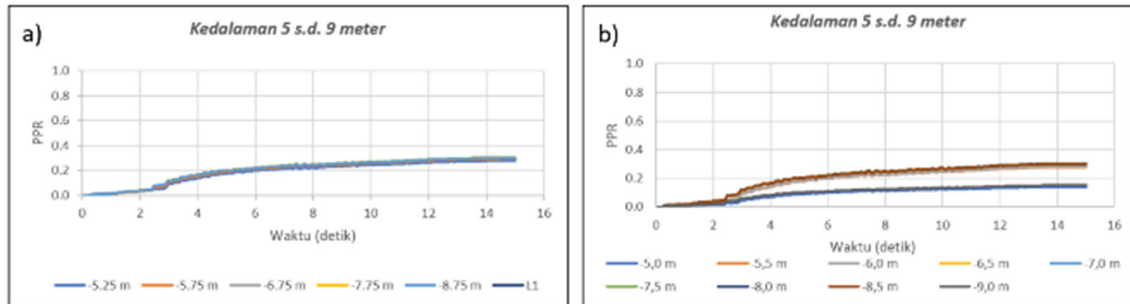 a)
Kedalaman 5 s.d. 9 meter
PPR
1.0
0.8
0.6
0.4
0.2
0.0
0 2 4 6 8 10 12 14 16
Waktu (detik)
-5.25 m -5.75 m -6.75 m -7.75 m -8.75 m L1
b)
Kedalaman 5 s.d. 9 meter
PPR
1.0
0.8
0.6
0.4
0.2
0.0
0 2 4 6 8 10 12 14 16
Waktu (detik)
-5,0 m -5,5 m -6,0 m -6,5 m -7,0 m
-7,5 m -8,0 m -8,5 m -9,0 m